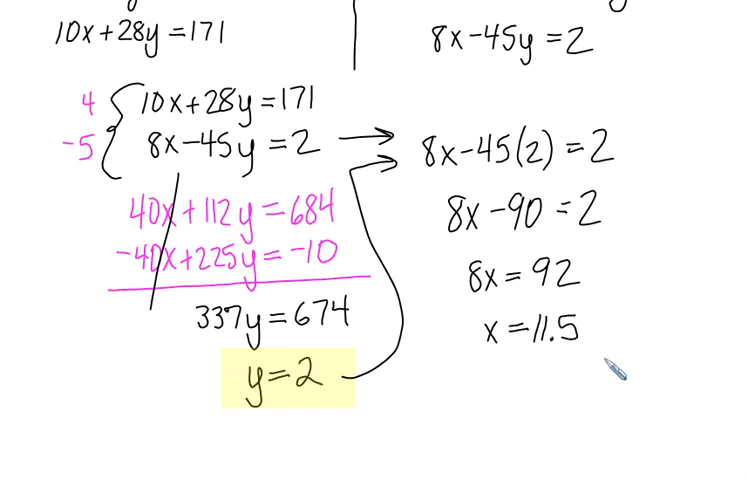 10x+28y=171
8x-45y=2
4 10x+28y=171
-5 8x-45y=2
40x+112y=684
-40x+225y=-10
337y=674
y=2
8x-45(2)=2
8x-90=2
8x=92
x=11.5